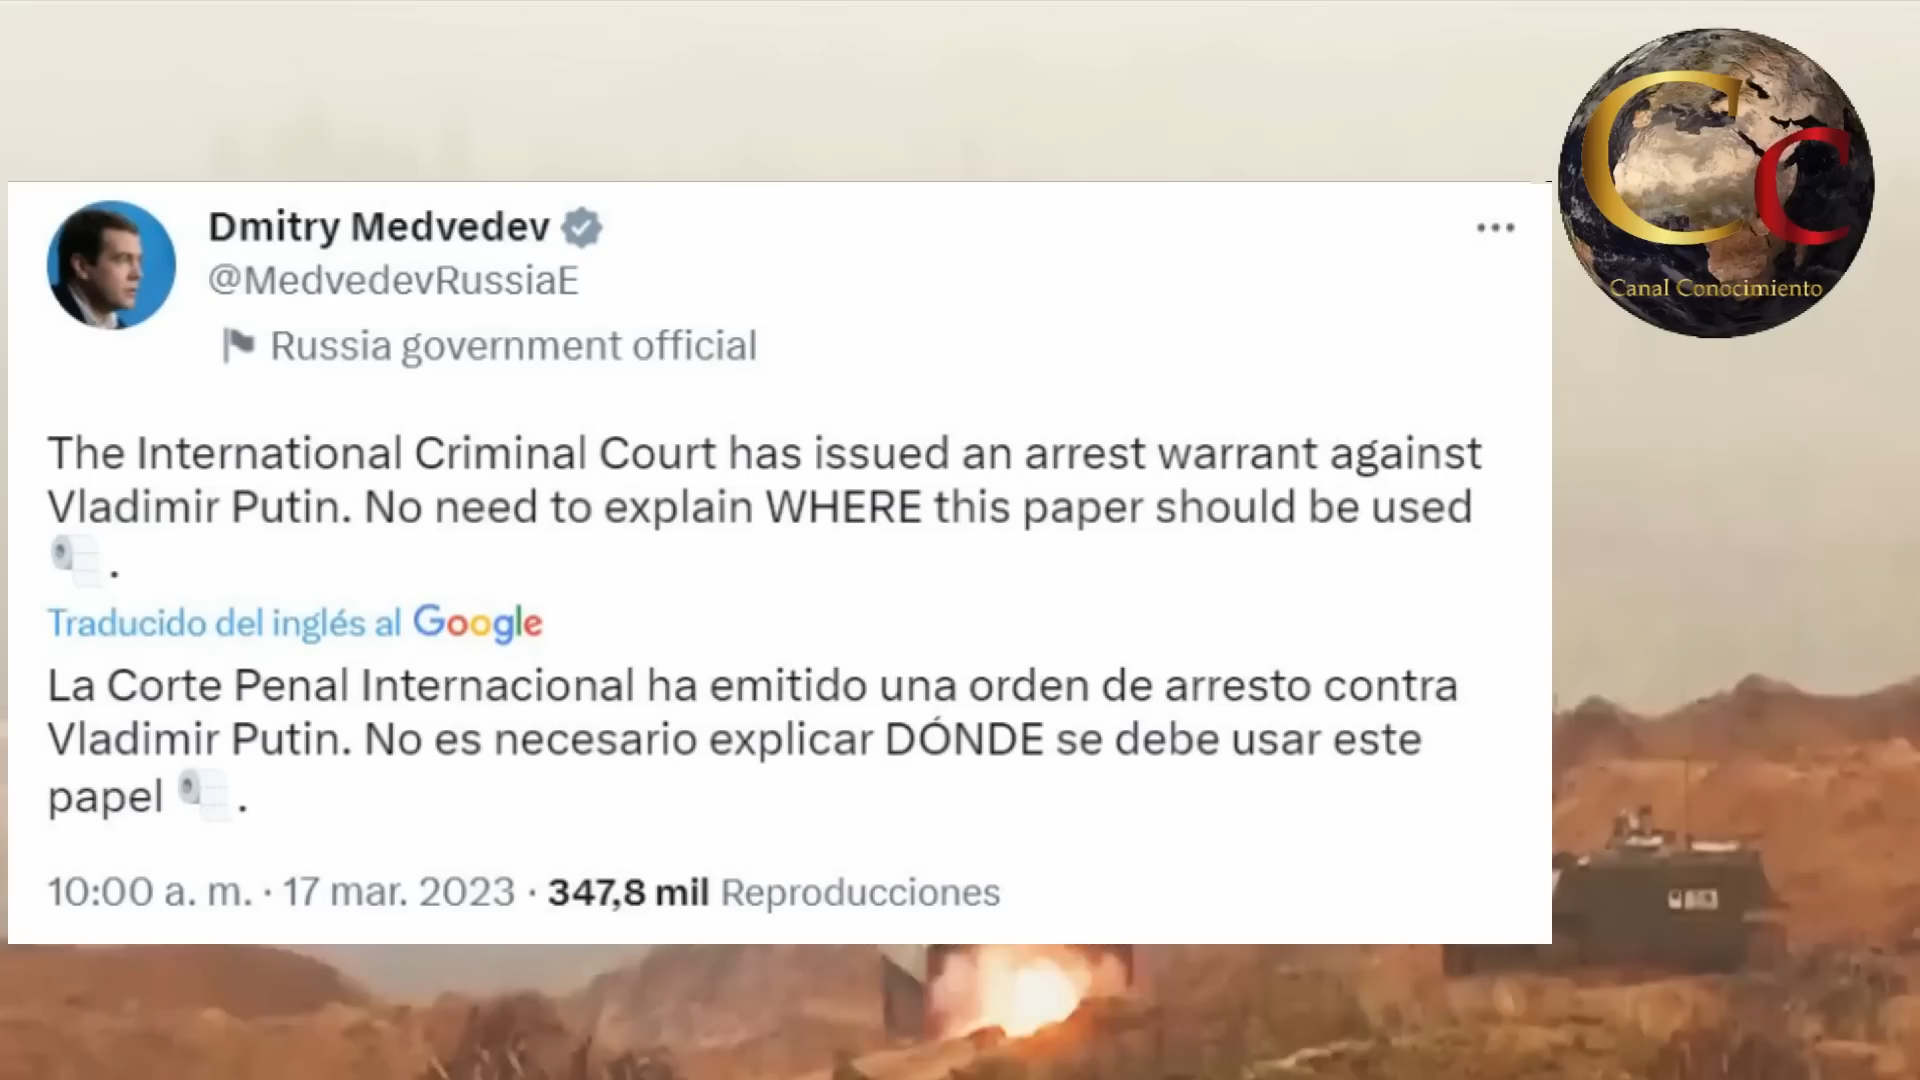 Dmitry Medvedev
@MedvedevRussiaE
Russia government official
The International Criminal Court has issued an arrest warrant against
Vladimir Putin. No need to explain WHERE this paper should be used
🧻.
Traducido del inglés al Google
La Corte Penal Internacional ha emitido una orden de arresto contra
Vladimir Putin. No es necesario explicar DÓNDE se debe usar este
papel 🧻.
10:00 a. m. · 17 mar. 2023 · 347,8 mil Reproducciones
C C
Canal Conocimiento